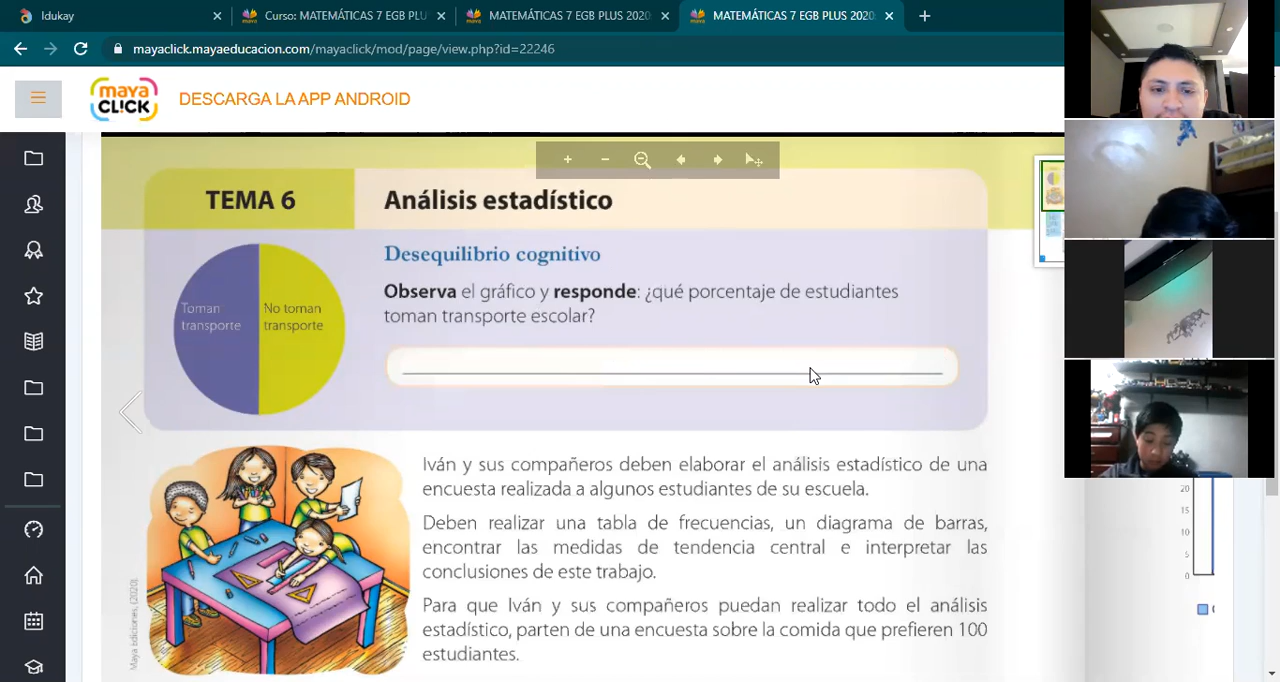 Idukay
Curso: MATEMÁTICAS 7 EGB PLU
MATEMÁTICAS 7 EGB PLUS 2020
MATEMÁTICAS 7 EGB PLUS 2020
mayaclick.mayaeducacion.com/mayaclick/mod/page/view.php?id=22246
maya
CL!CK
DESCARGA LA APP ANDROID
TEMA 6
Análisis estadístico
Desequilibrio cognitivo
Observa el gráfico y responde: ¿qué porcentaje de estudiantes
toman transporte escolar?
Toman
transporte
No toman
transporte
Iván y sus compañeros deben elaborar el análisis estadístico de una
encuesta realizada a algunos estudiantes de su escuela.
Deben realizar una tabla de frecuencias, un diagrama de barras,
encontrar las medidas de tendencia central e interpretar las
conclusiones de este trabajo.
Para que Iván y sus compañeros puedan realizar todo el análisis
estadístico, parten de una encuesta sobre la comida que prefieren 100
estudiantes.
Maya Ediciones, (2020).
20
15
10
5
0